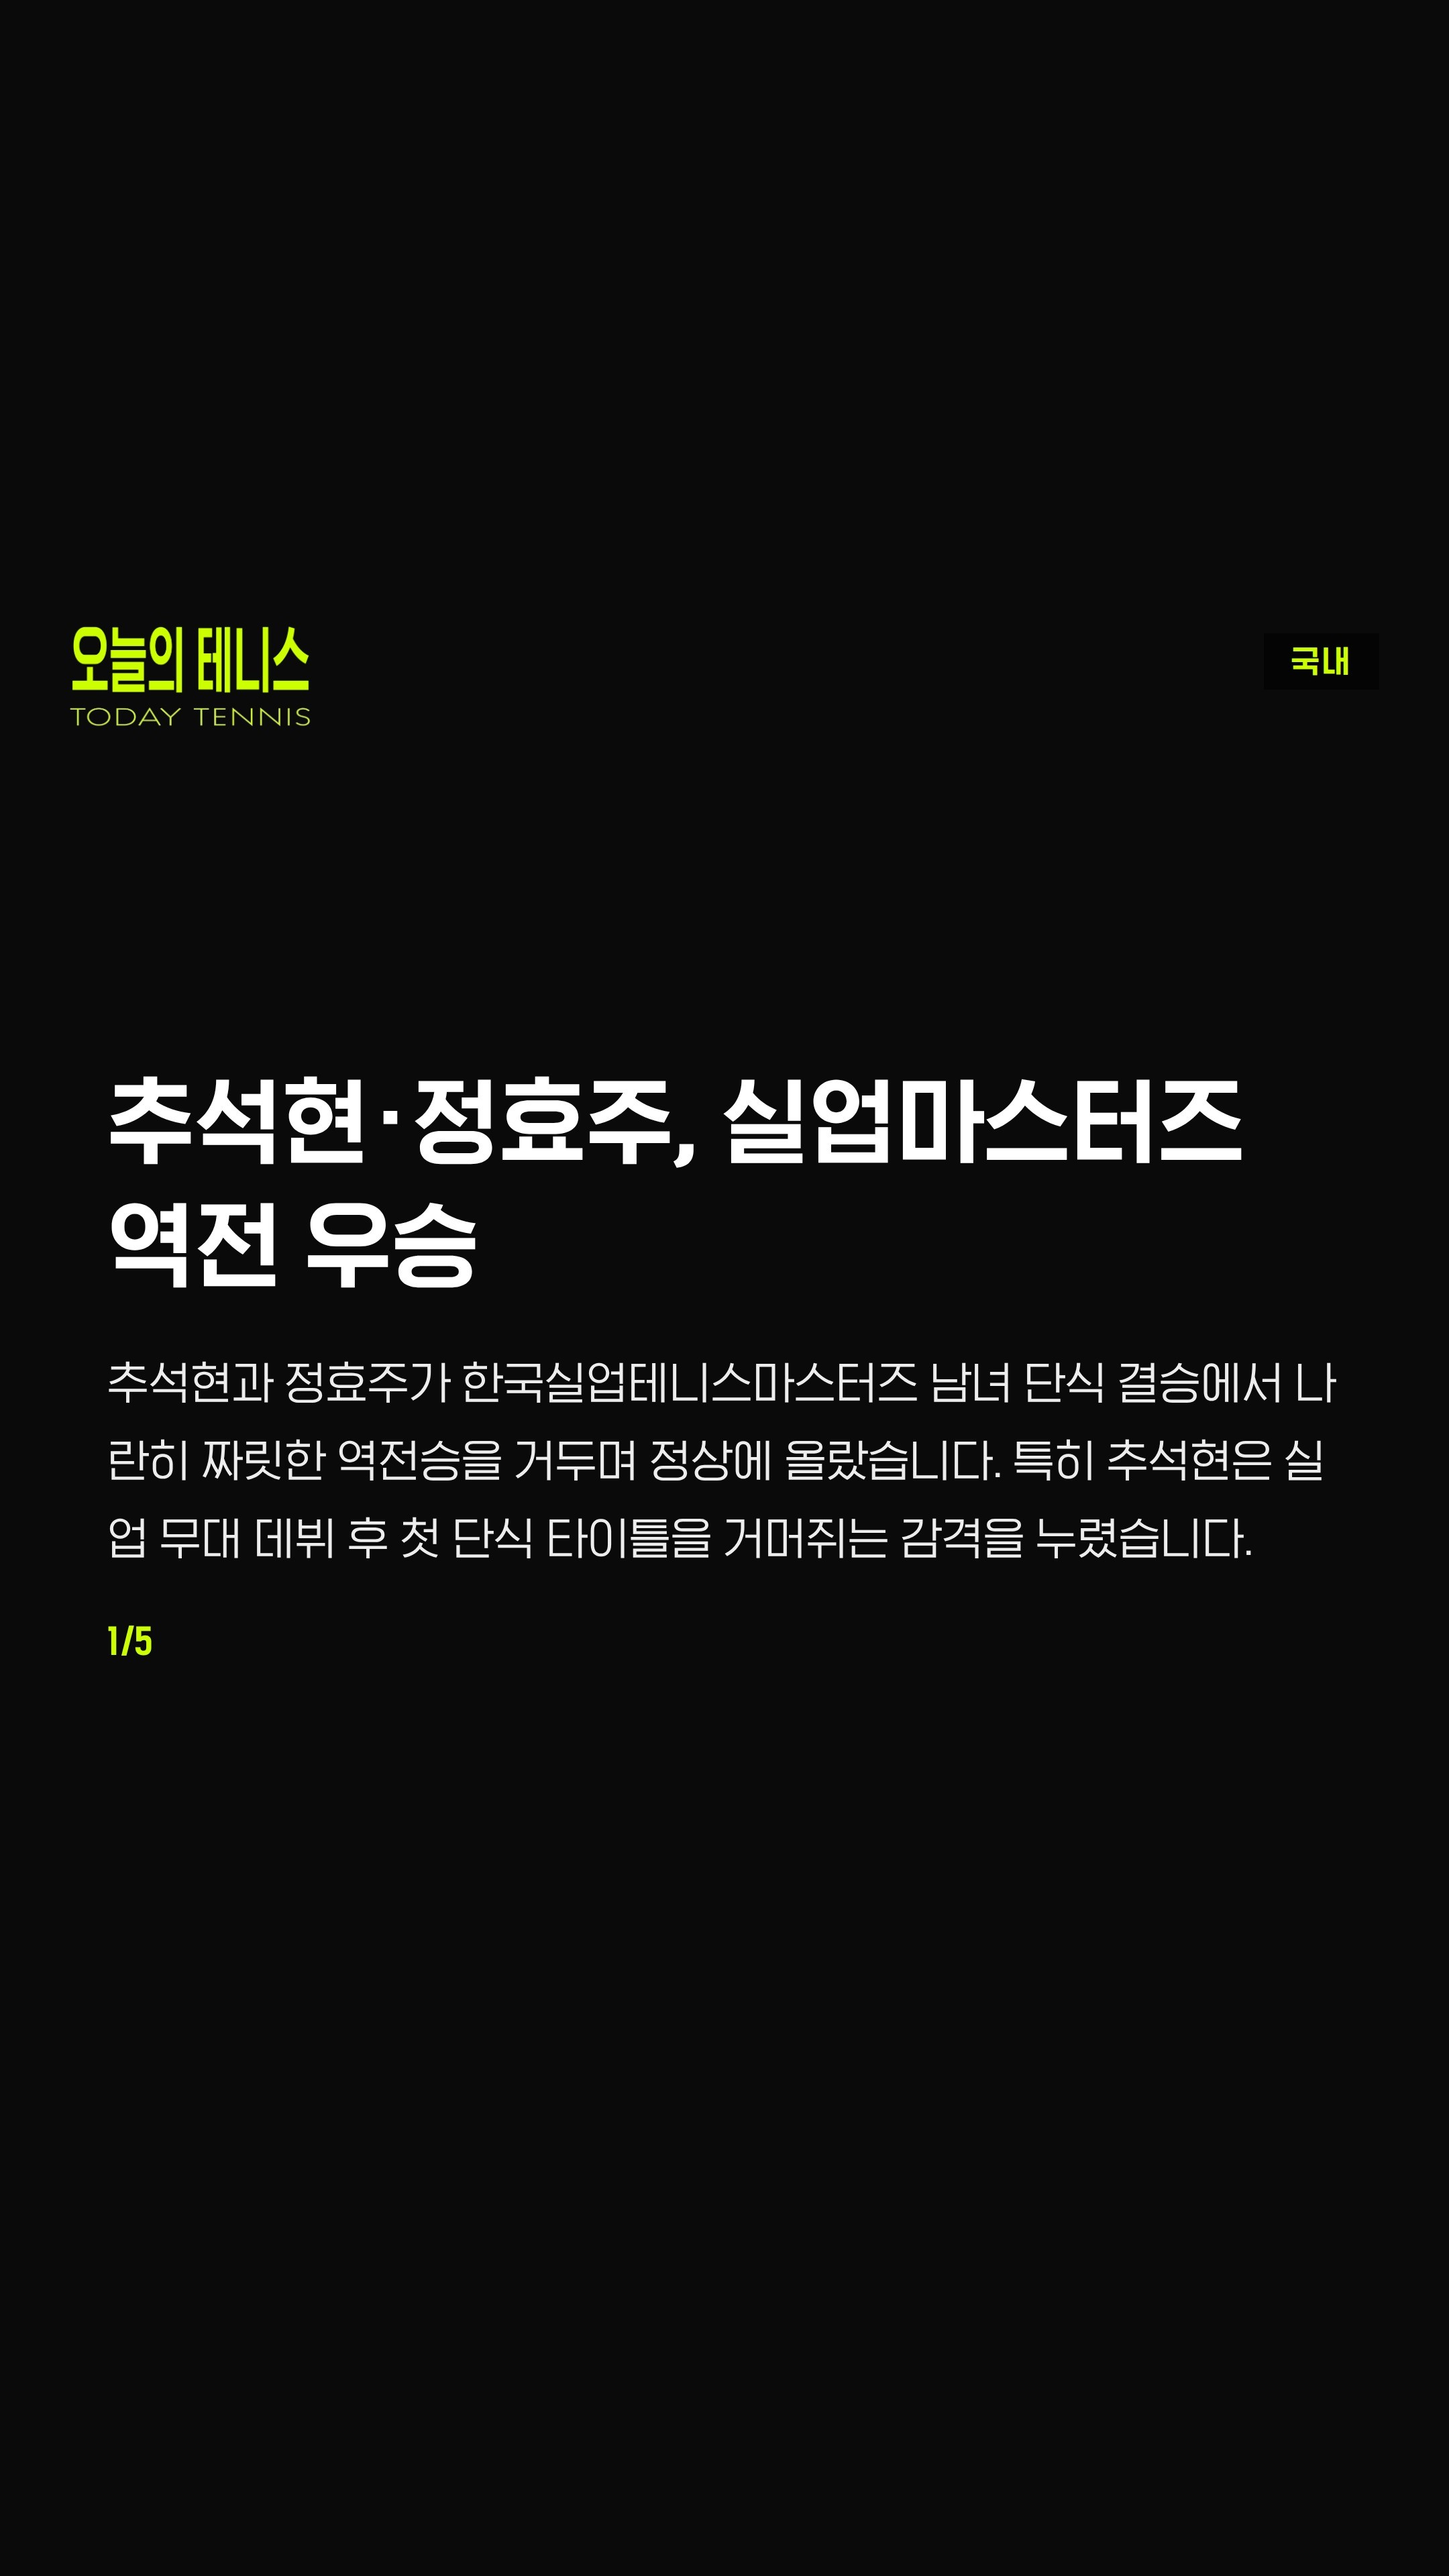 오늘의 테니스
TODAY TENNIS
국내
추석현·정효주, 실업마스터즈
역전 우승
추석현과 정효주가 한국실업테니스마스터즈 남녀 단식 결승에서 나
란히 짜릿한 역전승을 거두며 정상에 올랐습니다. 특히 추석현은 실
업 무대 데뷔 후 첫 단식 타이틀을 거머쥐는 감격을 누렸습니다.
1/5